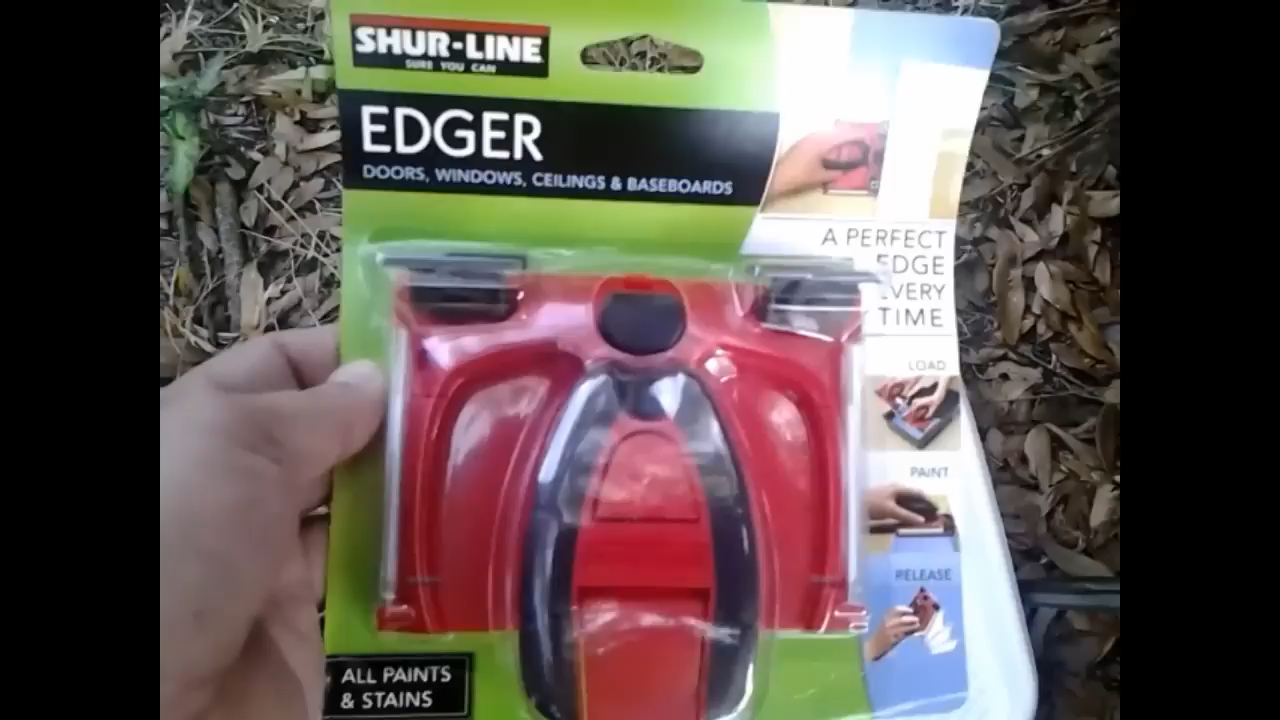 SHUR-LINE
SURE YOU CAN
EDGER
DOORS, WINDOWS, CEILINGS & BASEBOARDS
A PERFECT
EDGE
EVERY
TIME
LOAD
PAINT
RELEASE
ALL PAINTS
& STAINS